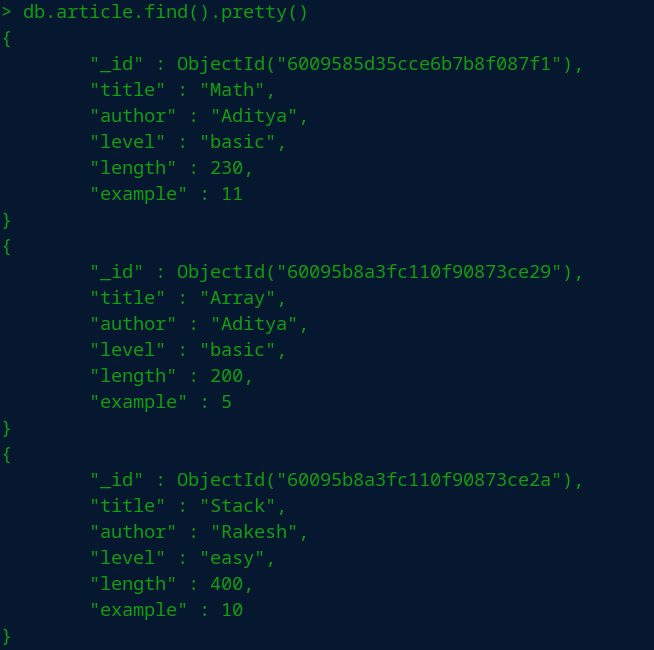 > db.article.find().pretty()
{
        "_id" : ObjectId("6009585d35cce6b7b8f087f1"),
        "title" : "Math",
        "author" : "Aditya",
        "level" : "basic",
        "length" : 230,
        "example" : 11
}
{
        "_id" : ObjectId("60095b8a3fc110f90873ce29"),
        "title" : "Array",
        "author" : "Aditya",
        "level" : "basic",
        "length" : 200,
        "example" : 5
}
{
        "_id" : ObjectId("60095b8a3fc110f90873ce2a"),
        "title" : "Stack",
        "author" : "Rakesh",
        "level" : "easy",
        "length" : 400,
        "example" : 10
}